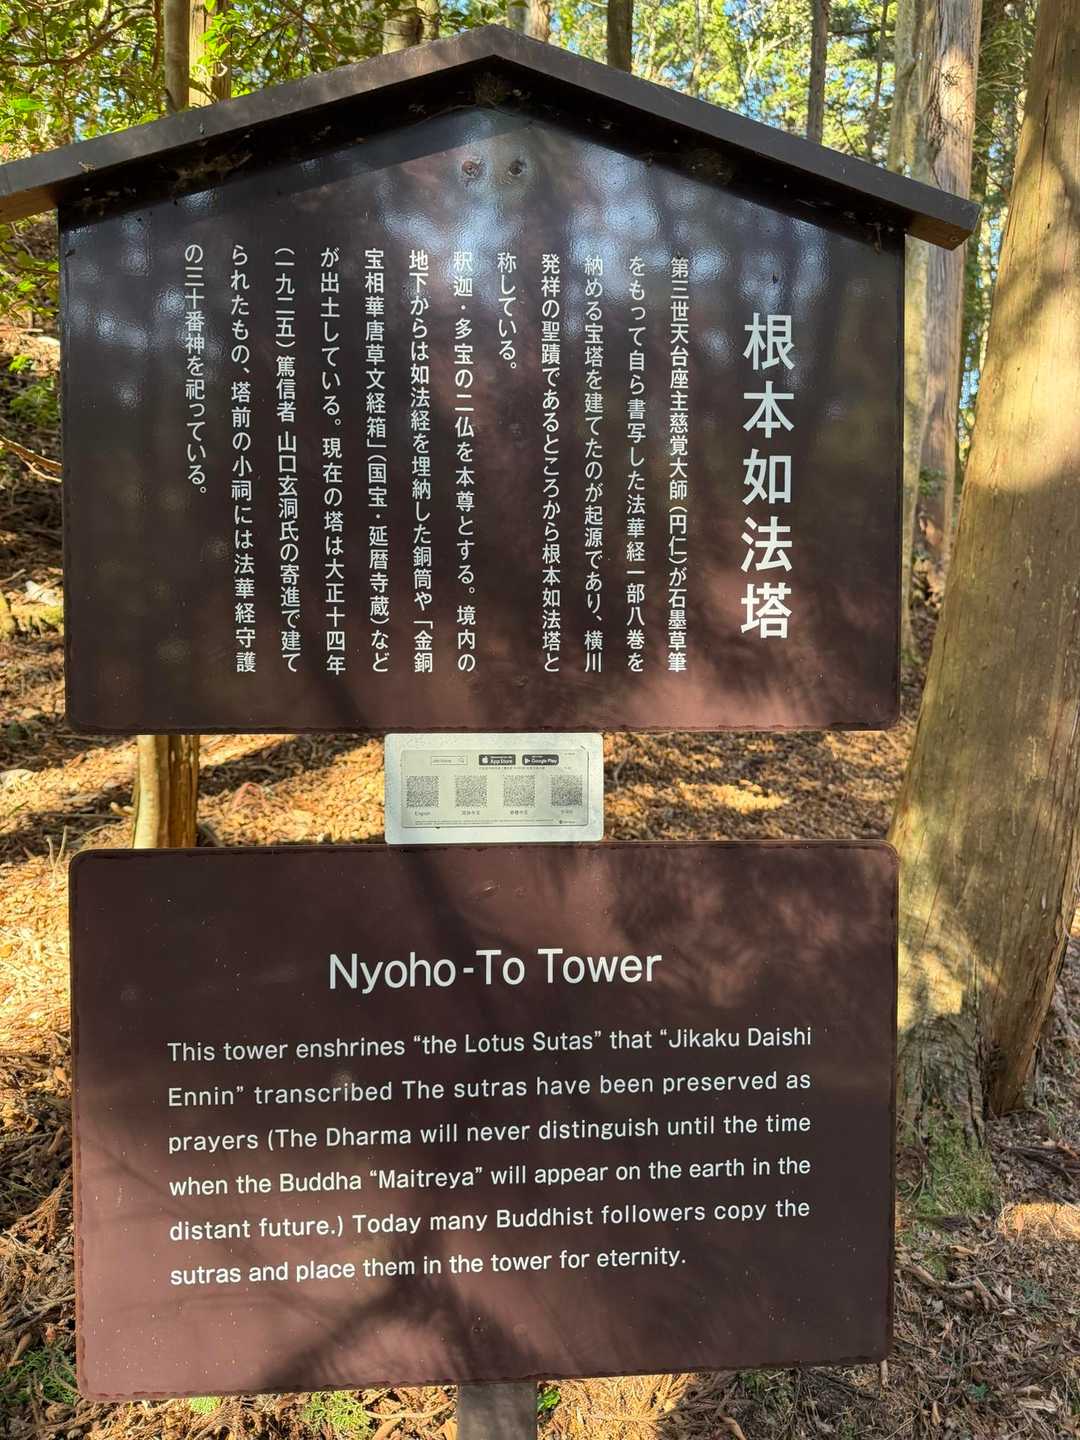 根本如法塔
第三世天台座主慈覚大師(円仁)が石墨草筆
をもって自ら書写した法華経一部八巻を
納める宝塔を建てたのが起源であり、横川
発祥の聖蹟であるところから根本如法塔と
称している。
釈迦・多宝の二仏を本尊とする。境内の
地下からは如法経を埋納した銅筒や「金銅
宝相華唐草文経箱」(国宝・延暦寺蔵)など
が出土している。現在の塔は大正十四年
(一九二五)篤信者 山口玄洞氏の寄進で建て
られたもの、塔前の小祠には法華経守護
の三十番神を祀っている。
App Store
Google Play
English
Nyoho-To Tower
This tower enshrines “the Lotus Sutas” that “Jikaku Daishi
Ennin” transcribed The sutras have been preserved as
prayers (The Dharma will never distinguish until the time
when the Buddha “Maitreya” will appear on the earth in the
distant future.) Today many Buddhist followers copy the
sutras and place them in the tower for eternity.